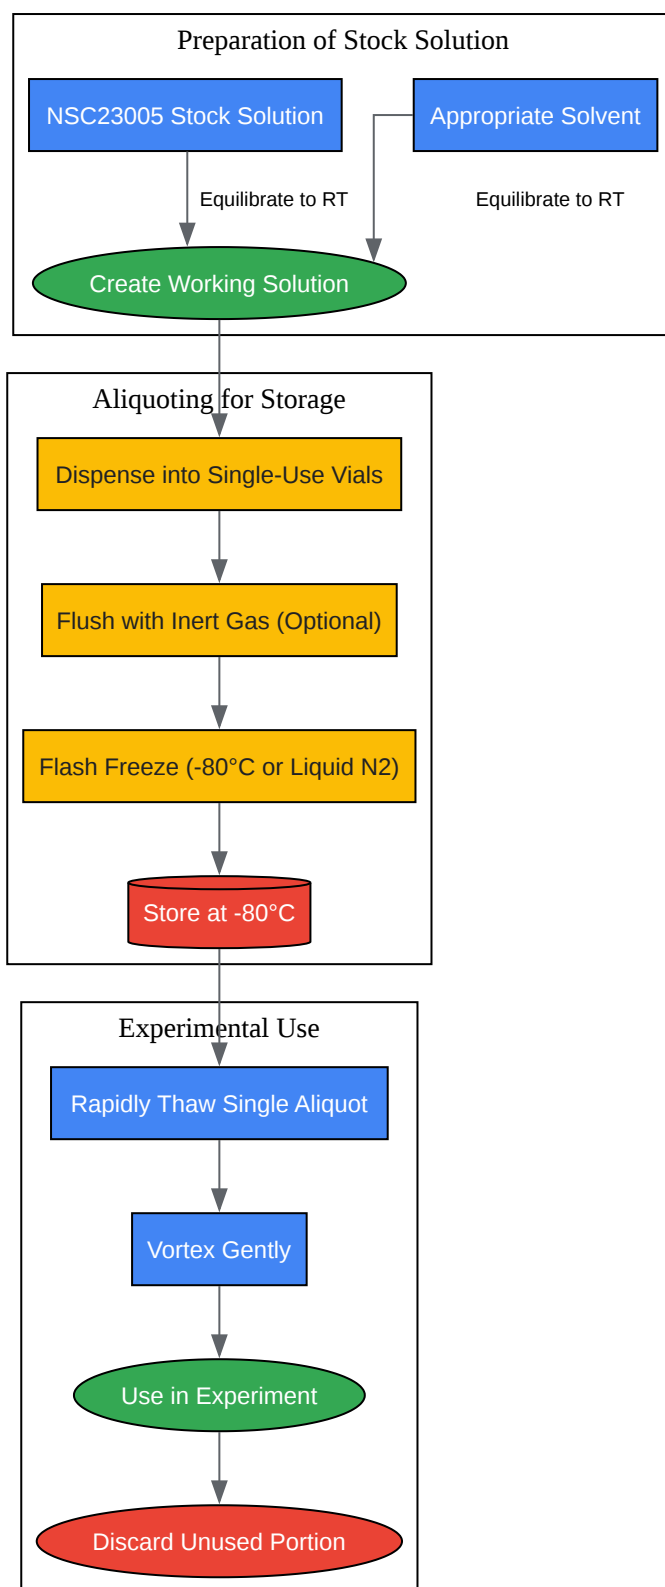 Preparation of Stock Solution
NSC23005 Stock Solution
Appropriate Solvent
Equilibrate to RT
Equilibrate to RT
Create Working Solution
Aliquoting for Storage
Dispense into Single-Use Vials
Flush with Inert Gas (Optional)
Flash Freeze (-80°C or Liquid N2)
Store at -80°C
Experimental Use
Rapidly Thaw Single Aliquot
Vortex Gently
Use in Experiment
Discard Unused Portion